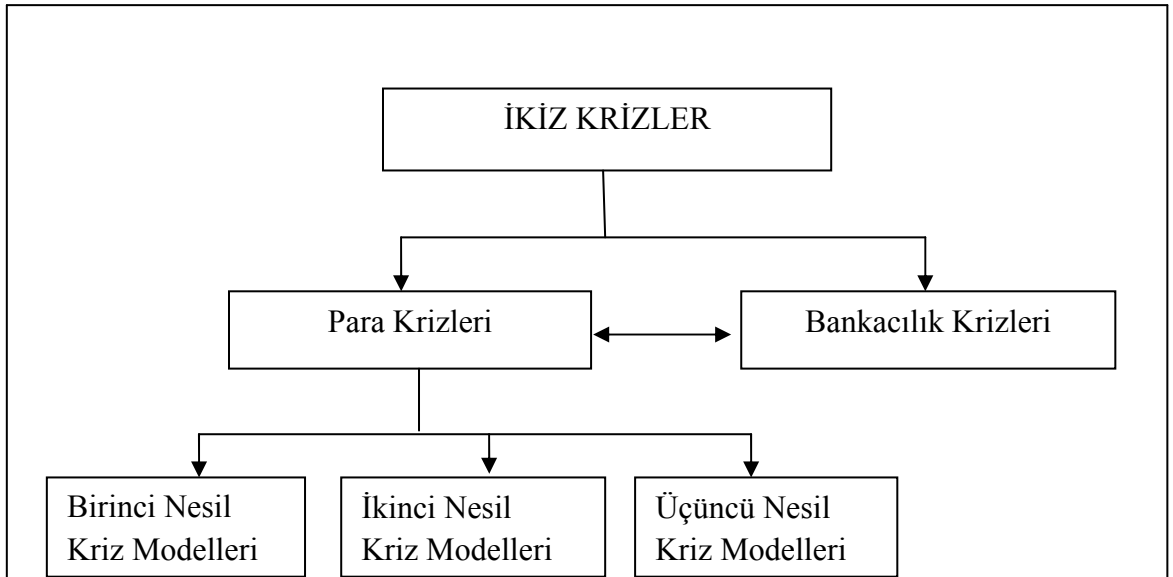 İKİZ KRİZLER
Para Krizleri
Bankacılık Krizleri
Birinci Nesil
Kriz Modelleri
İkinci Nesil
Kriz Modelleri
Üçüncü Nesil
Kriz Modelleri